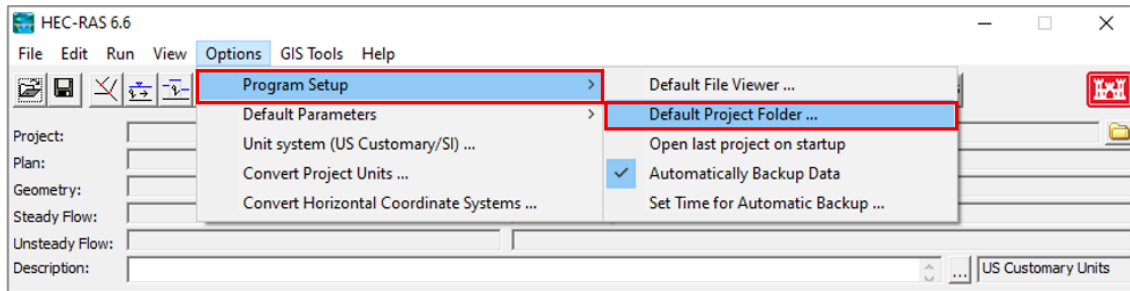 HEC-RAS 6.6
File Edit Run View Options GIS Tools Help
Program Setup
Default Parameters
Unit system (US Customary/SI) ...
Convert Project Units ...
Convert Horizontal Coordinate Systems ...
Default File Viewer ...
Default Project Folder ...
Open last project on startup
Automatically Backup Data
Set Time for Automatic Backup ...
Project:
Plan:
Geometry:
Steady Flow:
Unsteady Flow:
Description:
... US Customary Units